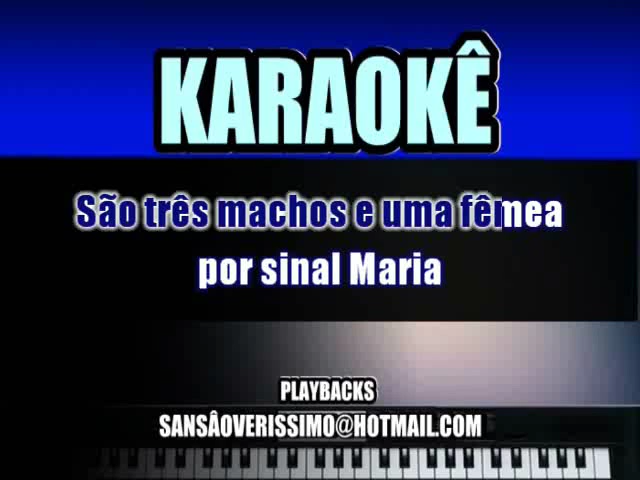 KARAOKÊ
São três machos e uma fêmea
por sinal Maria
PLAYBACKS
SANSÂOVERISSIMO@HOTMAIL.COM